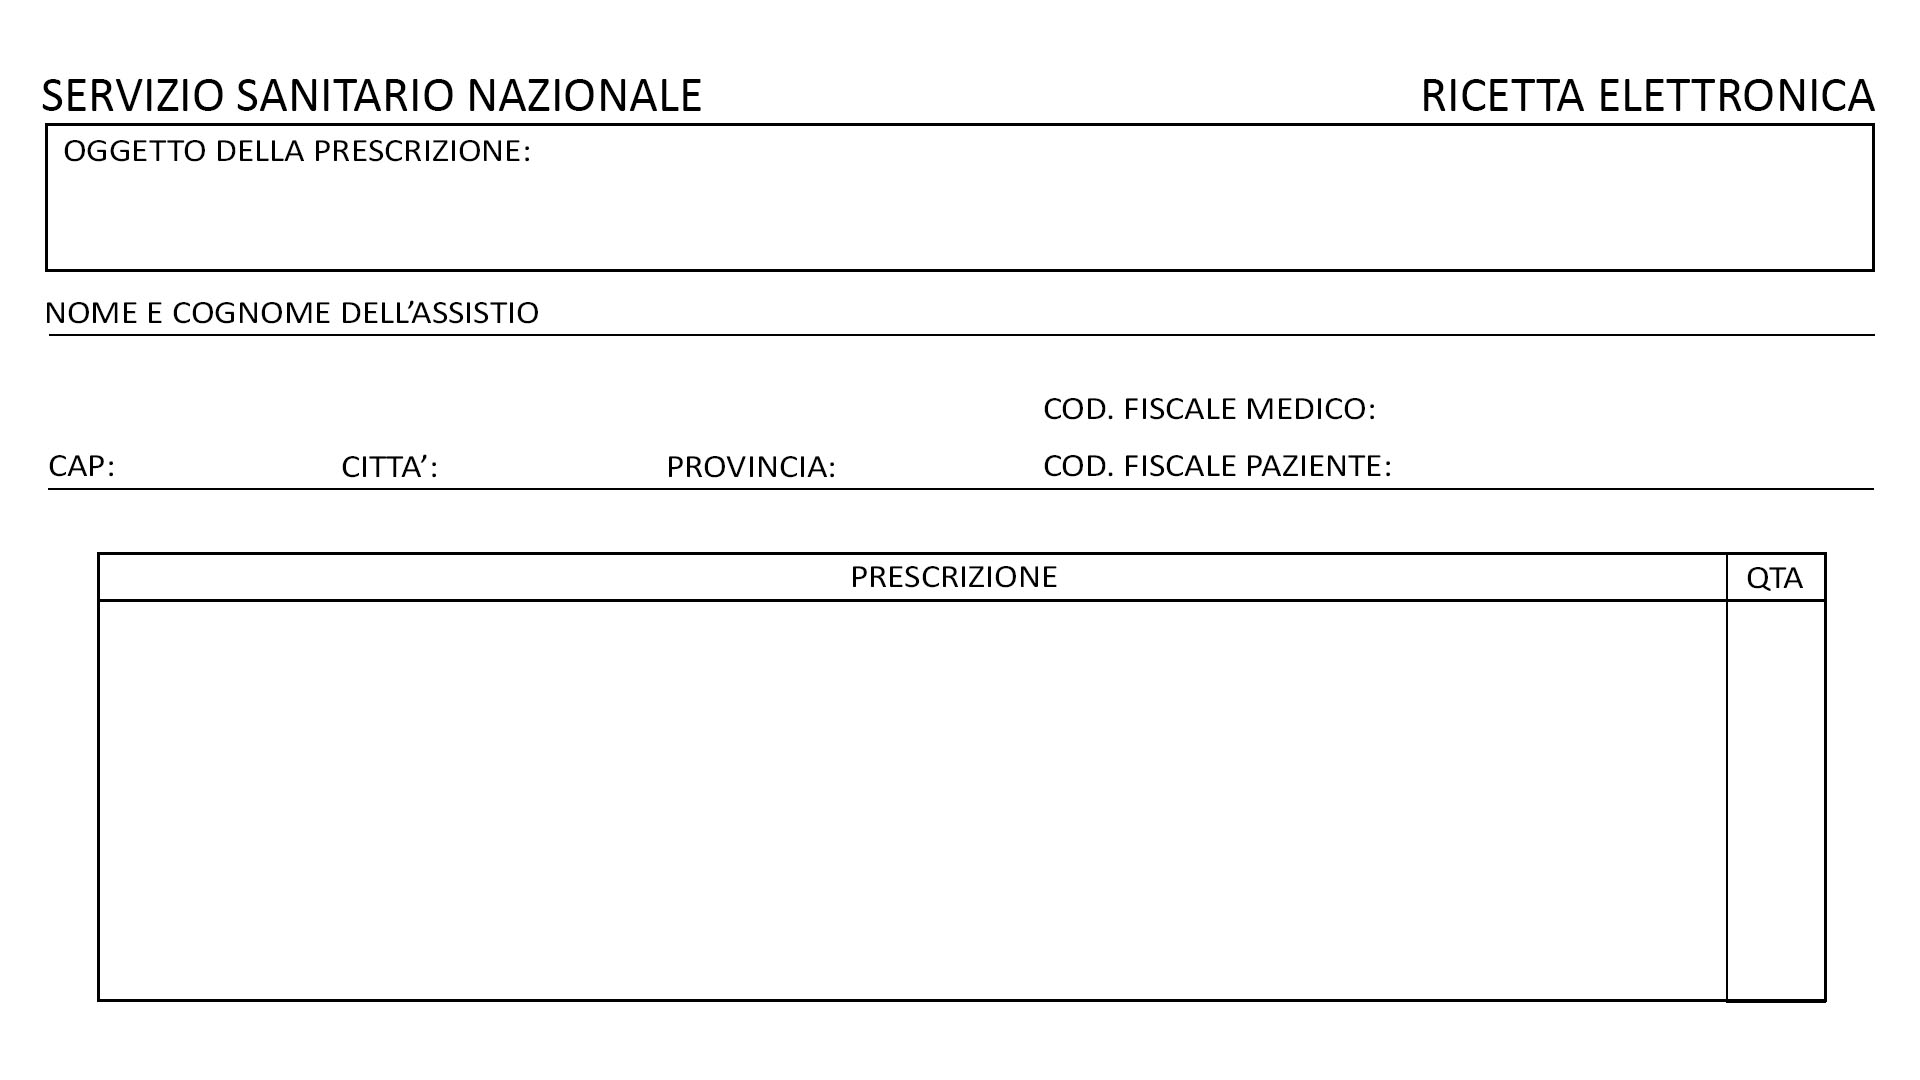 SERVIZIO SANITARIO NAZIONALE RICETTA ELETTRONICA
OGGETTO DELLA PRESCRIZIONE:
NOME E COGNOME DELL’ASSISTIO
COD. FISCALE MEDICO:
CAP: CITTA’: PROVINCIA: COD. FISCALE PAZIENTE:
PRESCRIZIONE QTA